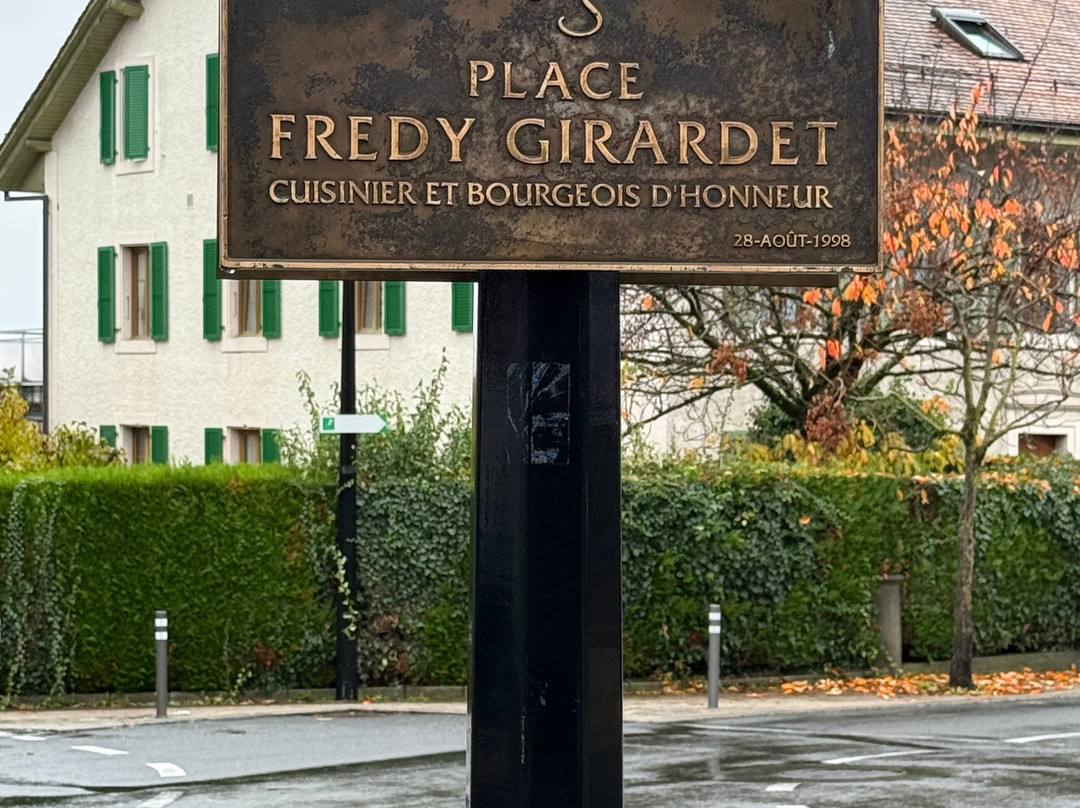 PLACE
FREDY GIRARDET
CUISINIER ET BOURGEOIS D'HONNEUR
28-AOÛT-1998